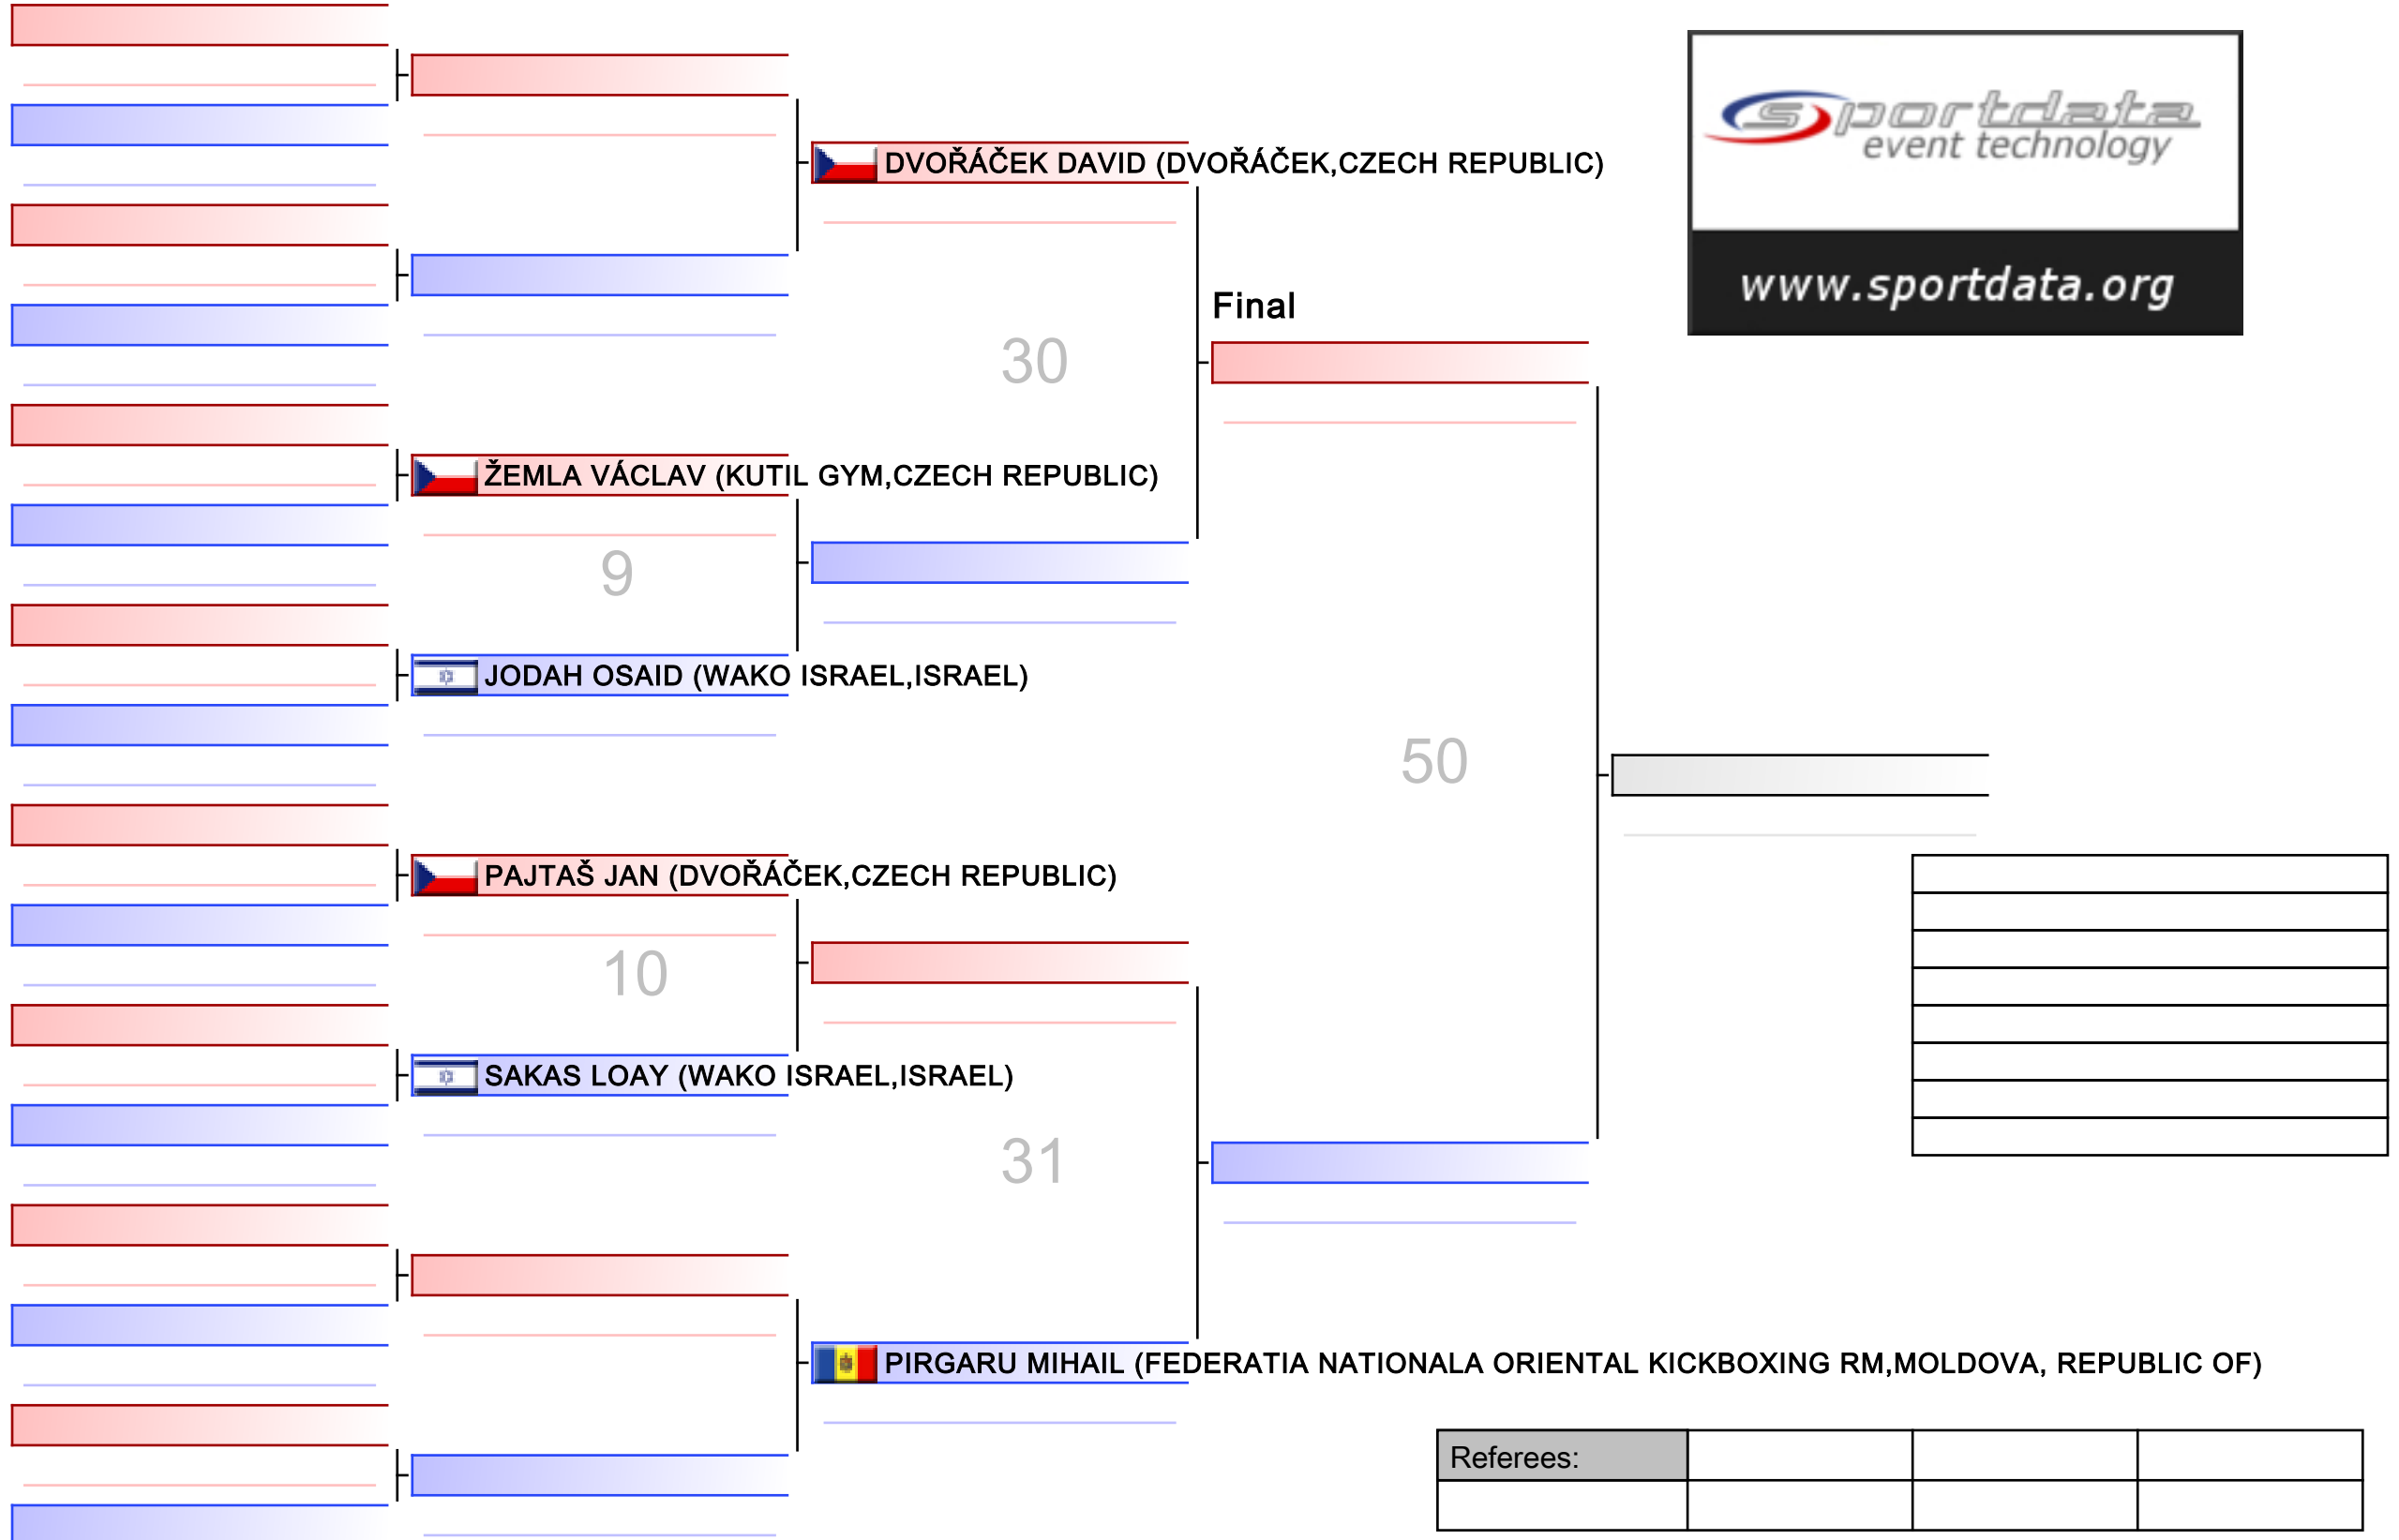 sportdata
event technology
www.sportdata.org
DVOŘÁČEK DAVID (DVOŘÁČEK,CZECH REPUBLIC)
Final
30
ŽEMLA VÁCLAV (KUTIL GYM,CZECH REPUBLIC)
9
JODAH OSAID (WAKO ISRAEL,ISRAEL)
50
PAJTAŠ JAN (DVOŘÁČEK,CZECH REPUBLIC)
10
SAKAS LOAY (WAKO ISRAEL,ISRAEL)
31
PIRGARU MIHAIL (FEDERATIA NATIONALA ORIENTAL KICKBOXING RM,MOLDOVA, REPUBLIC OF)
Referees: